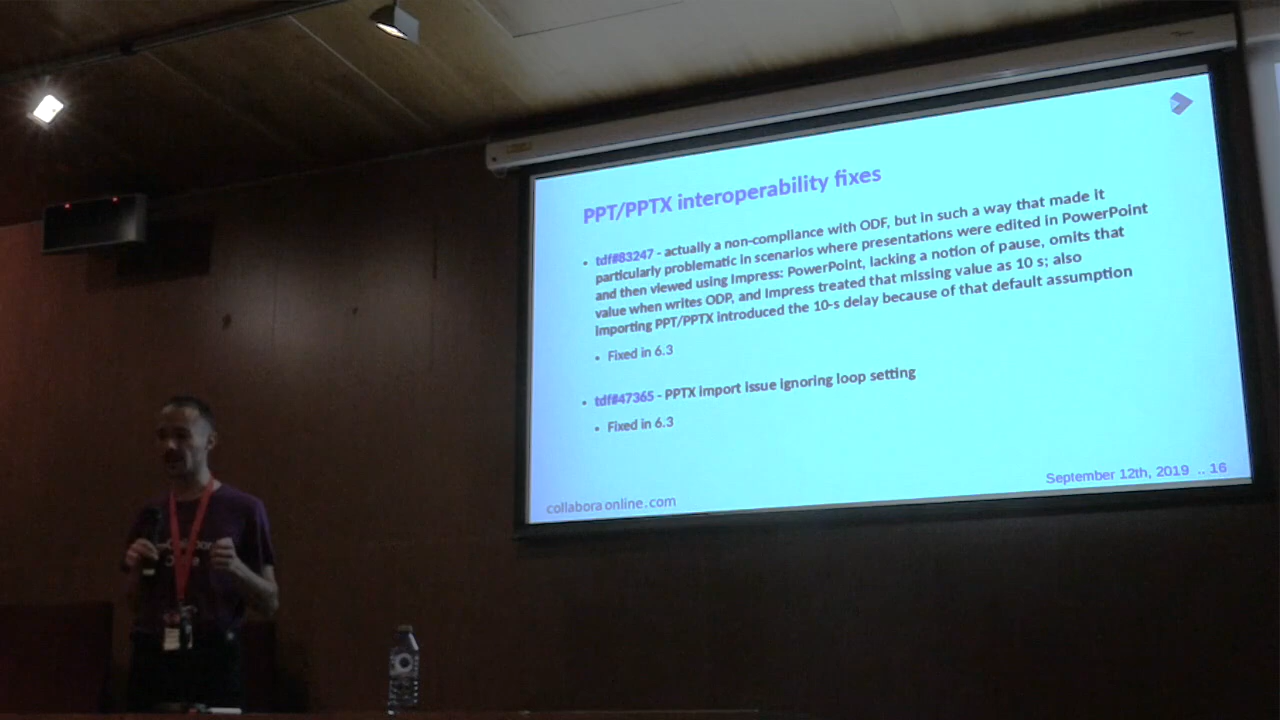 PPT/PPTX interoperability fixes
• tdf#83247 - actually a non-compliance with ODF, but in such a way that made it
particularly problematic in scenarios where presentations were edited in PowerPoint
and then viewed using Impress: PowerPoint, lacking a notion of pause, omits that
value when writes ODP, and Impress treated that missing value as 10 s; also
importing PPT/PPTX introduced the 10-s delay because of that default assumption
• Fixed in 6.3
• tdf#47365 - PPTX import issue ignoring loop setting
• Fixed in 6.3
September 12th, 2019 .. 16
collaboraonline.com